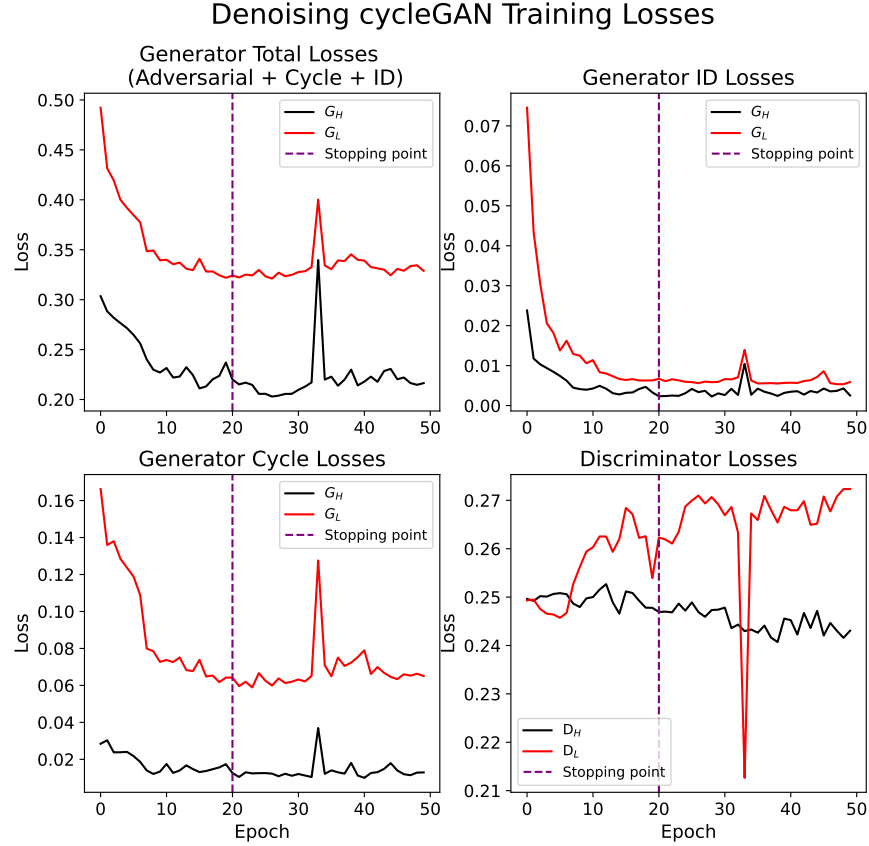 Denoising cycleGAN Training Losses
Generator Total Losses
(Adversarial + Cycle + ID)
Loss
0.50
0.45
0.40
0.35
0.30
0.25
0.20
G_H
G_L
Stopping point
0 10 20 30 40 50
Generator ID Losses
Loss
0.07
0.06
0.05
0.04
0.03
0.02
0.01
0.00
G_H
G_L
Stopping point
0 10 20 30 40 50
Generator Cycle Losses
Loss
0.16
0.14
0.12
0.10
0.08
0.06
0.04
0.02
G_H
G_L
Stopping point
0 10 20 30 40 50
Epoch
Discriminator Losses
Loss
0.27
0.26
0.25
0.24
0.23
0.22
0.21
D_H
D_L
Stopping point
0 10 20 30 40 50
Epoch